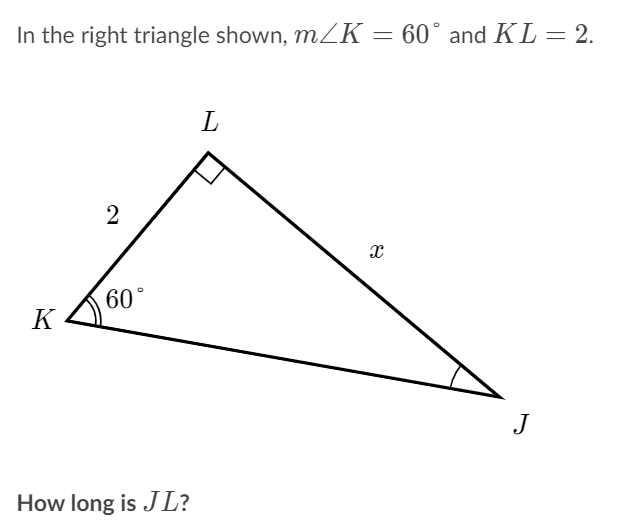 In the right triangle shown, m∠K = 60° and KL = 2.
L
2
x
60°
K
J
How long is JL?